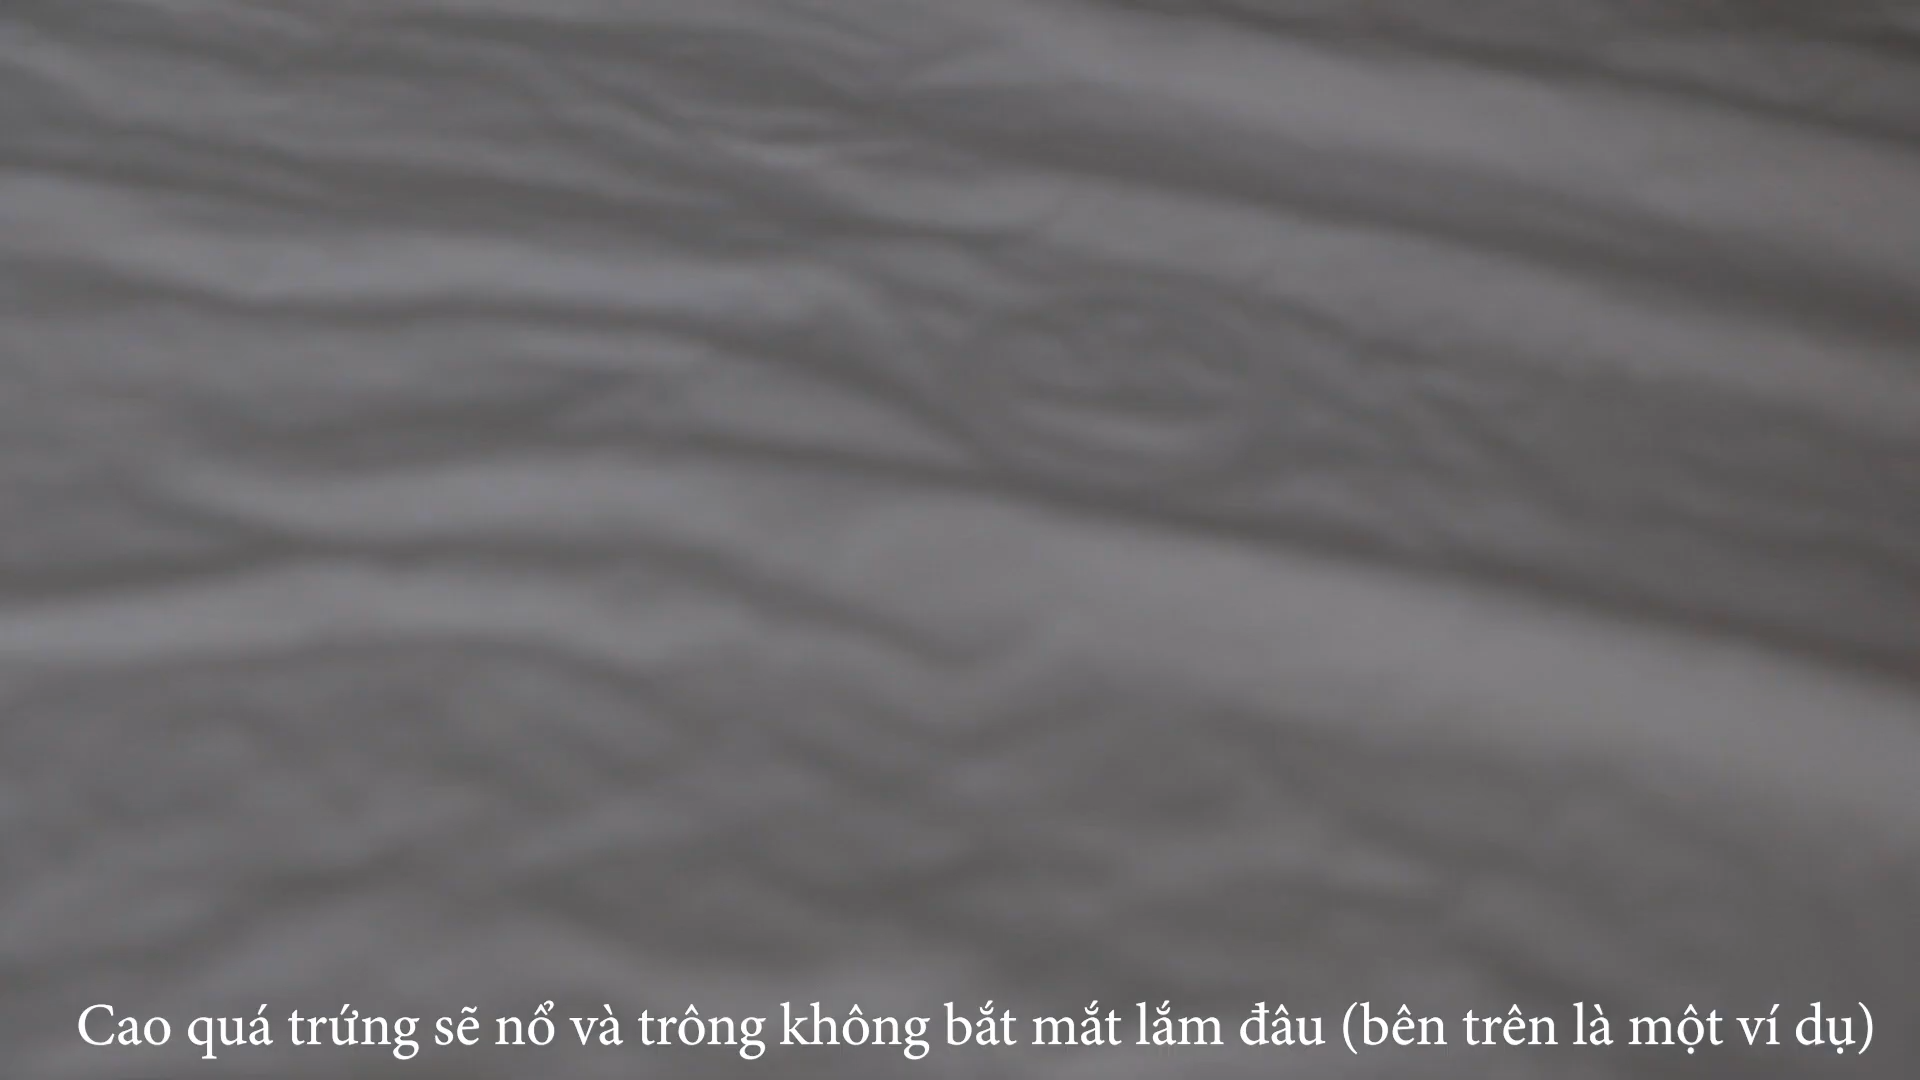 Cao quá trứng sẽ nổ và trông không bắt mắt lắm đâu (bên trên là một ví dụ)